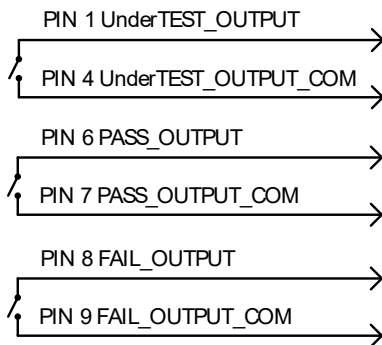 PIN 1 UnderTEST_OUTPUT
PIN 4 UnderTEST_OUTPUT_COM
PIN 6 PASS_OUTPUT
PIN 7 PASS_OUTPUT_COM
PIN 8 FAIL_OUTPUT
PIN 9 FAIL_OUTPUT_COM